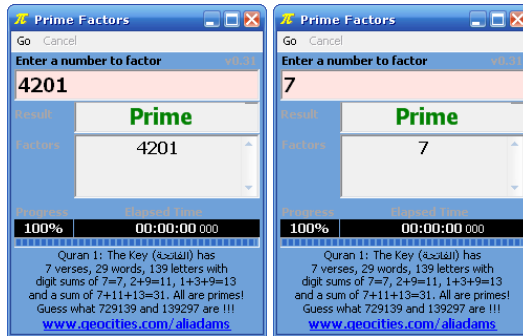 Prime Factors
Go Cancel
Enter a number to factor v0.31
4201
Result Prime
Factors 4201
Progress Elapsed Time
100% 00:00:00 000
Quran 1: The Key (الفاتحة) has
7 verses, 29 words, 139 letters with
digit sums of 7=7, 2+9=11, 1+3+9=13
and a sum of 7+11+13=31. All are primes!
Guess what 729139 and 139297 are !!!
www.geocities.com/aliadams
Prime Factors
Go Cancel
Enter a number to factor v0.31
7
Result Prime
Factors 7
Progress Elapsed Time
100% 00:00:00 000
Quran 1: The Key (الفاتحة) has
7 verses, 29 words, 139 letters with
digit sums of 7=7, 2+9=11, 1+3+9=13
and a sum of 7+11+13=31. All are primes!
Guess what 729139 and 139297 are !!!
www.geocities.com/aliadams